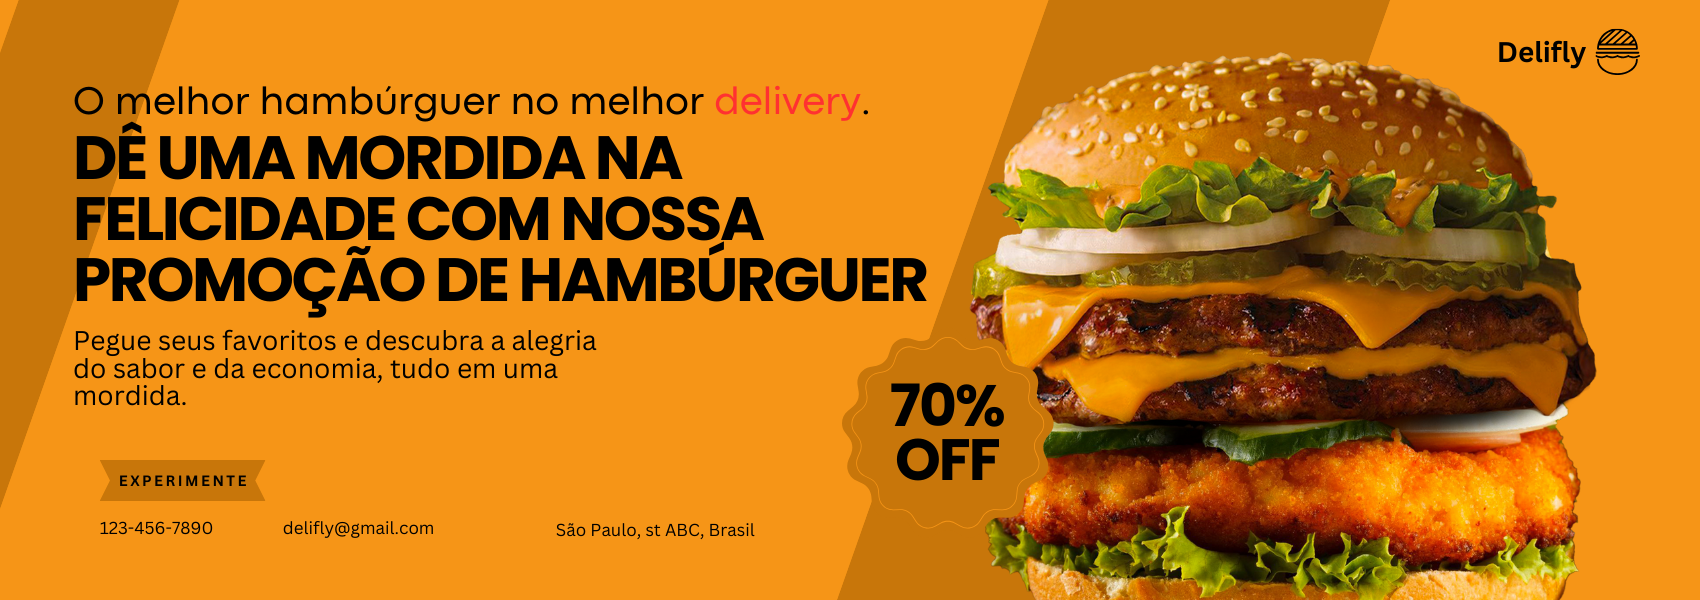 Delifly
O melhor hambúrguer no melhor delivery.
DÊ UMA MORDIDA NA
FELICIDADE COM NOSSA
PROMOÇÃO DE HAMBÚRGUER
Pegue seus favoritos e descubra a alegria
do sabor e da economia, tudo em uma
mordida.
70%
OFF
EXPERIMENTE
123-456-7890
delifly@gmail.com
São Paulo, st ABC, Brasil